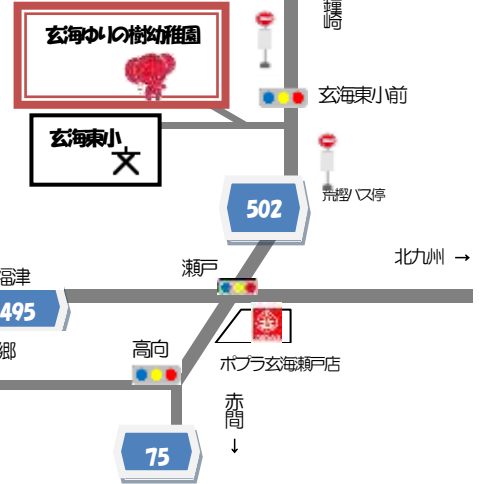 鐘崎
玄海ゆりの樹幼稚園
玄海東小前
玄海東小
文
荒樫バス停
502
北九州 →
瀬戸
福津
495
郷
高向
ポプラ玄海瀬戸店
赤間
↓
75